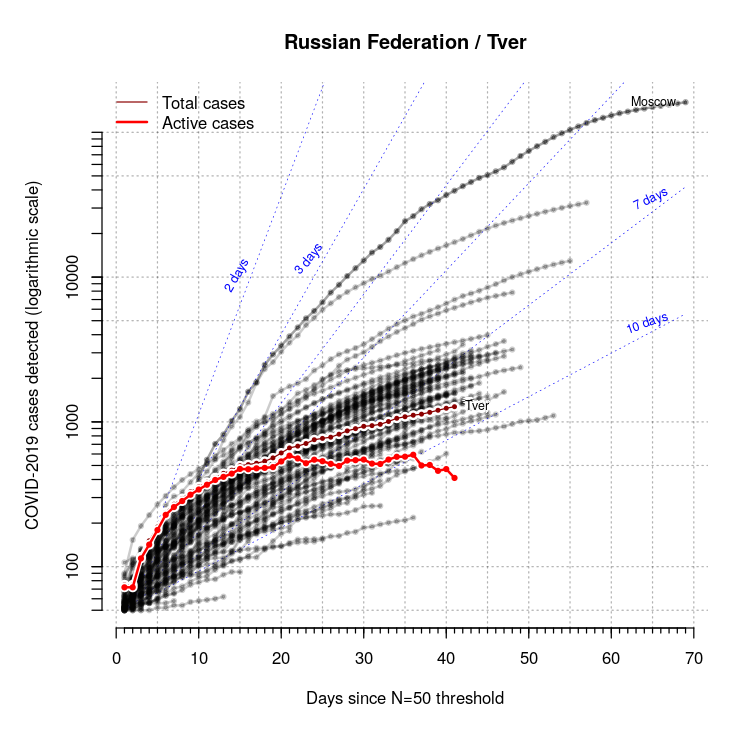 Russian Federation / Tver
Total cases
Active cases
Moscow
2 days
3 days
7 days
10 days
Tver
COVID-2019 cases detected (logarithmic scale)
10000
1000
100
0 10 20 30 40 50 60 70
Days since N=50 threshold